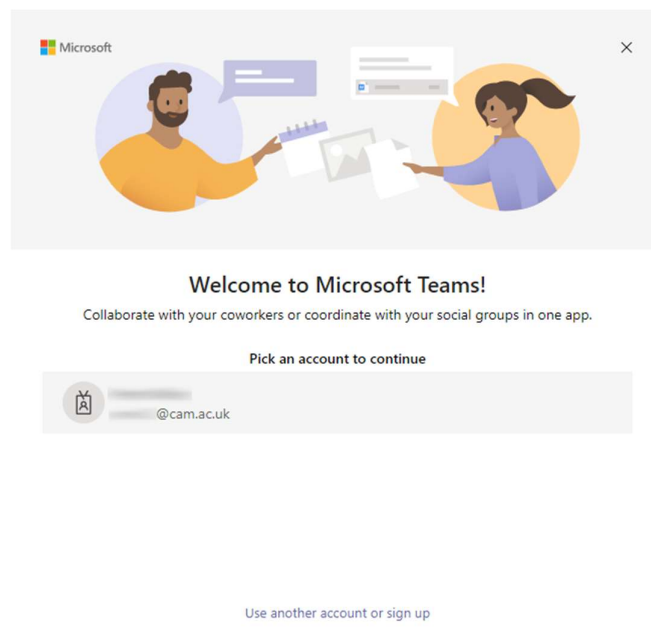 Microsoft
Welcome to Microsoft Teams!
Collaborate with your coworkers or coordinate with your social groups in one app.
Pick an account to continue
@cam.ac.uk
Use another account or sign up